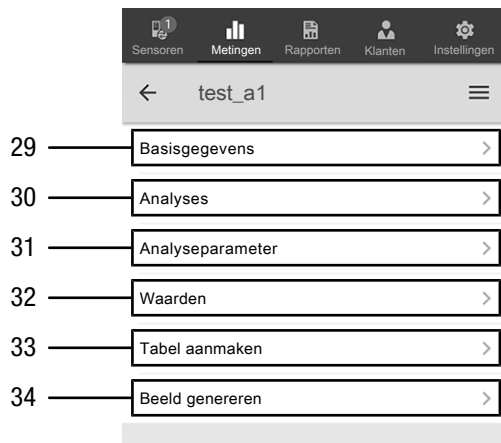 1
Sensoren Metingen Rapporten Klanten Instellingen
test_a1
29 Basisgegevens
30 Analyses
31 Analyseparameter
32 Waarden
33 Tabel aanmaken
34 Beeld genereren